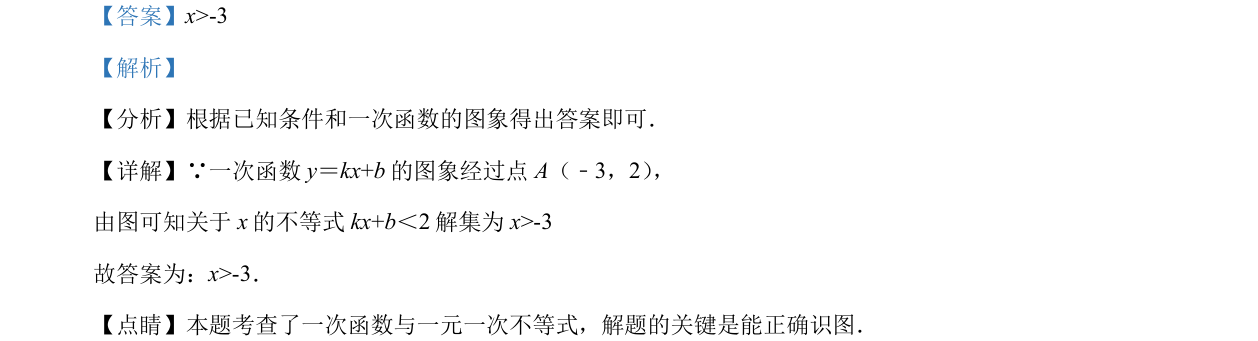 【答案】x>-3
【解析】
【分析】根据已知条件和一次函数的图象得出答案即可．
【详解】∵一次函数 y＝kx+b 的图象经过点 A（﹣3，2），
由图可知关于 x 的不等式 kx+b＜2 解集为 x>-3
故答案为：x>-3．
【点睛】本题考查了一次函数与一元一次不等式，解题的关键是能正确识图．